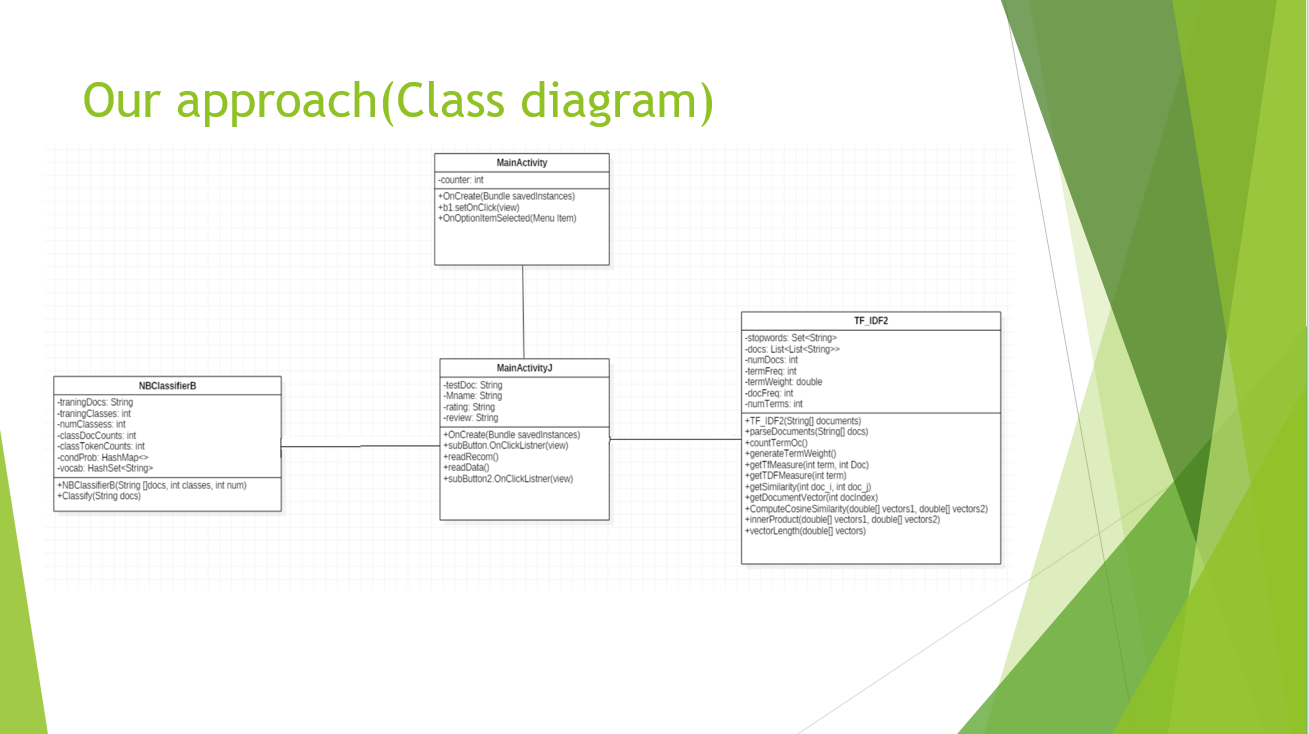 Our approach(Class diagram)
MainActivity
-counter: int
+OnCreate(Bundle savedInstances)
+b1.setOnClick(view)
+OnOptionItemSelected(Menu Item)
NBClassifierB
-traningDocs: String
-traningClasses: int
-numClassess: int
-classDocCounts: int
-classTokenCounts: int
-condProb: HashMap<>
-vocab: HashSet<String>
+NBClassifierB(String []docs, int classes, int num)
+Classify(String docs)
MainActivityJ
-testDoc: String
-Mname: String
-rating: String
-review: String
+OnCreate(Bundle savedInstances)
+subButton.OnClickListner(view)
+readRecom()
+readData()
+subButton2.OnClickListner(view)
TF_IDF2
-stopwords: Set<String>
-docs: List<List<String>>
-numDocs: int
-termFreq: int
-termWeight: double
-docFreq: int
-numTerms: int
+TF_IDF2(String[] documents)
+parseDocuments(String[] docs)
+countTermOc()
+generateTermWeight()
+getTfMeasure(int term, int Doc)
+getTDFMeasure(int term)
+getSimilarity(int doc_i, int doc_j)
+getDocumentVector(int docIndex)
+ComputeCosineSimilarity(double[] vectors1, double[] vectors2)
+innerProduct(double[] vectors1, double[] vectors2)
+vectorLength(double[] vectors)